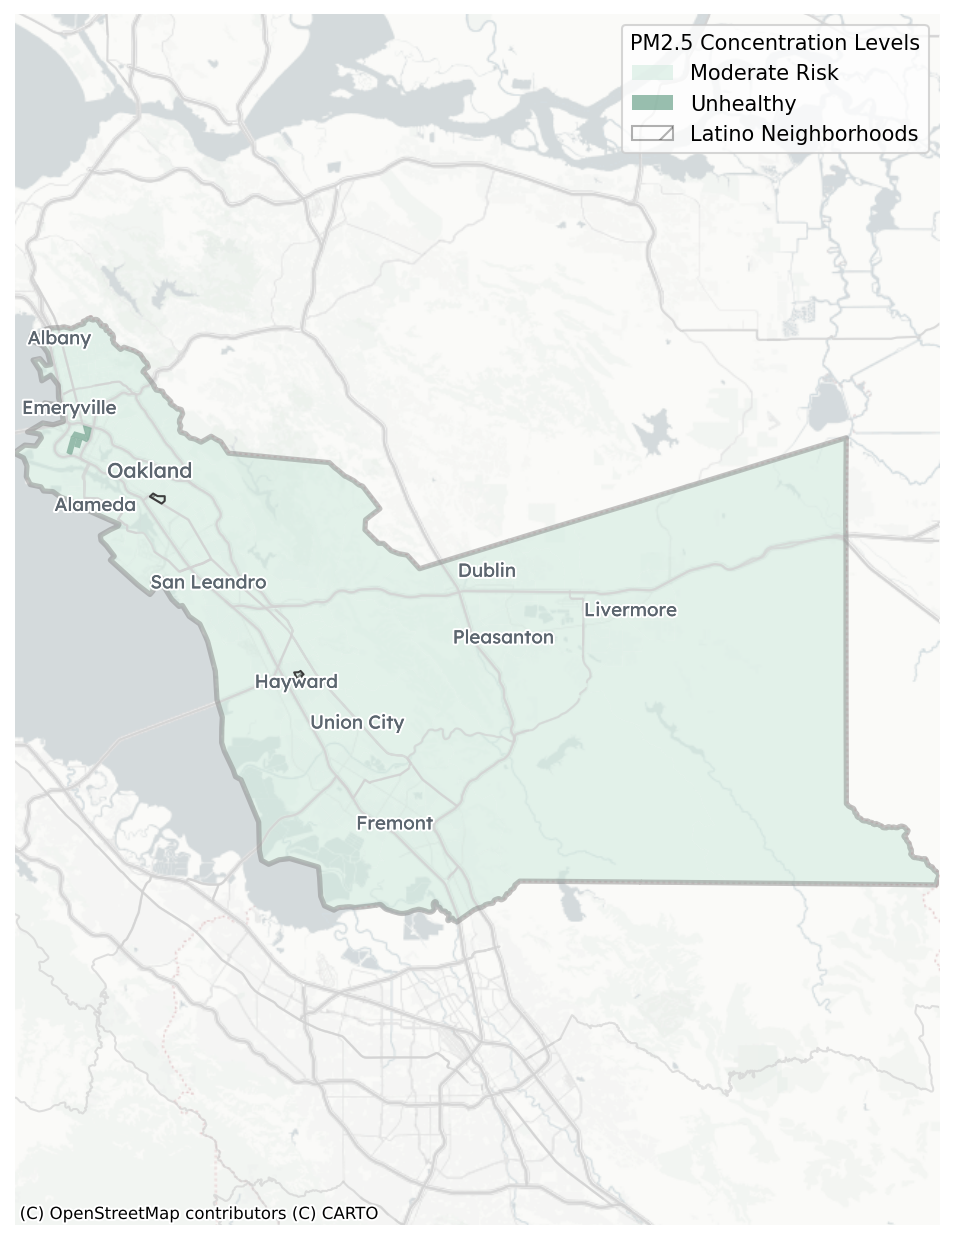 PM2.5 Concentration Levels
Moderate Risk
Unhealthy
Latino Neighborhoods
Albany
Emeryville
Oakland
Alameda
Dublin
San Leandro
Livermore
Pleasanton
Hayward
Union City
Fremont
(C) OpenStreetMap contributors (C) CARTO